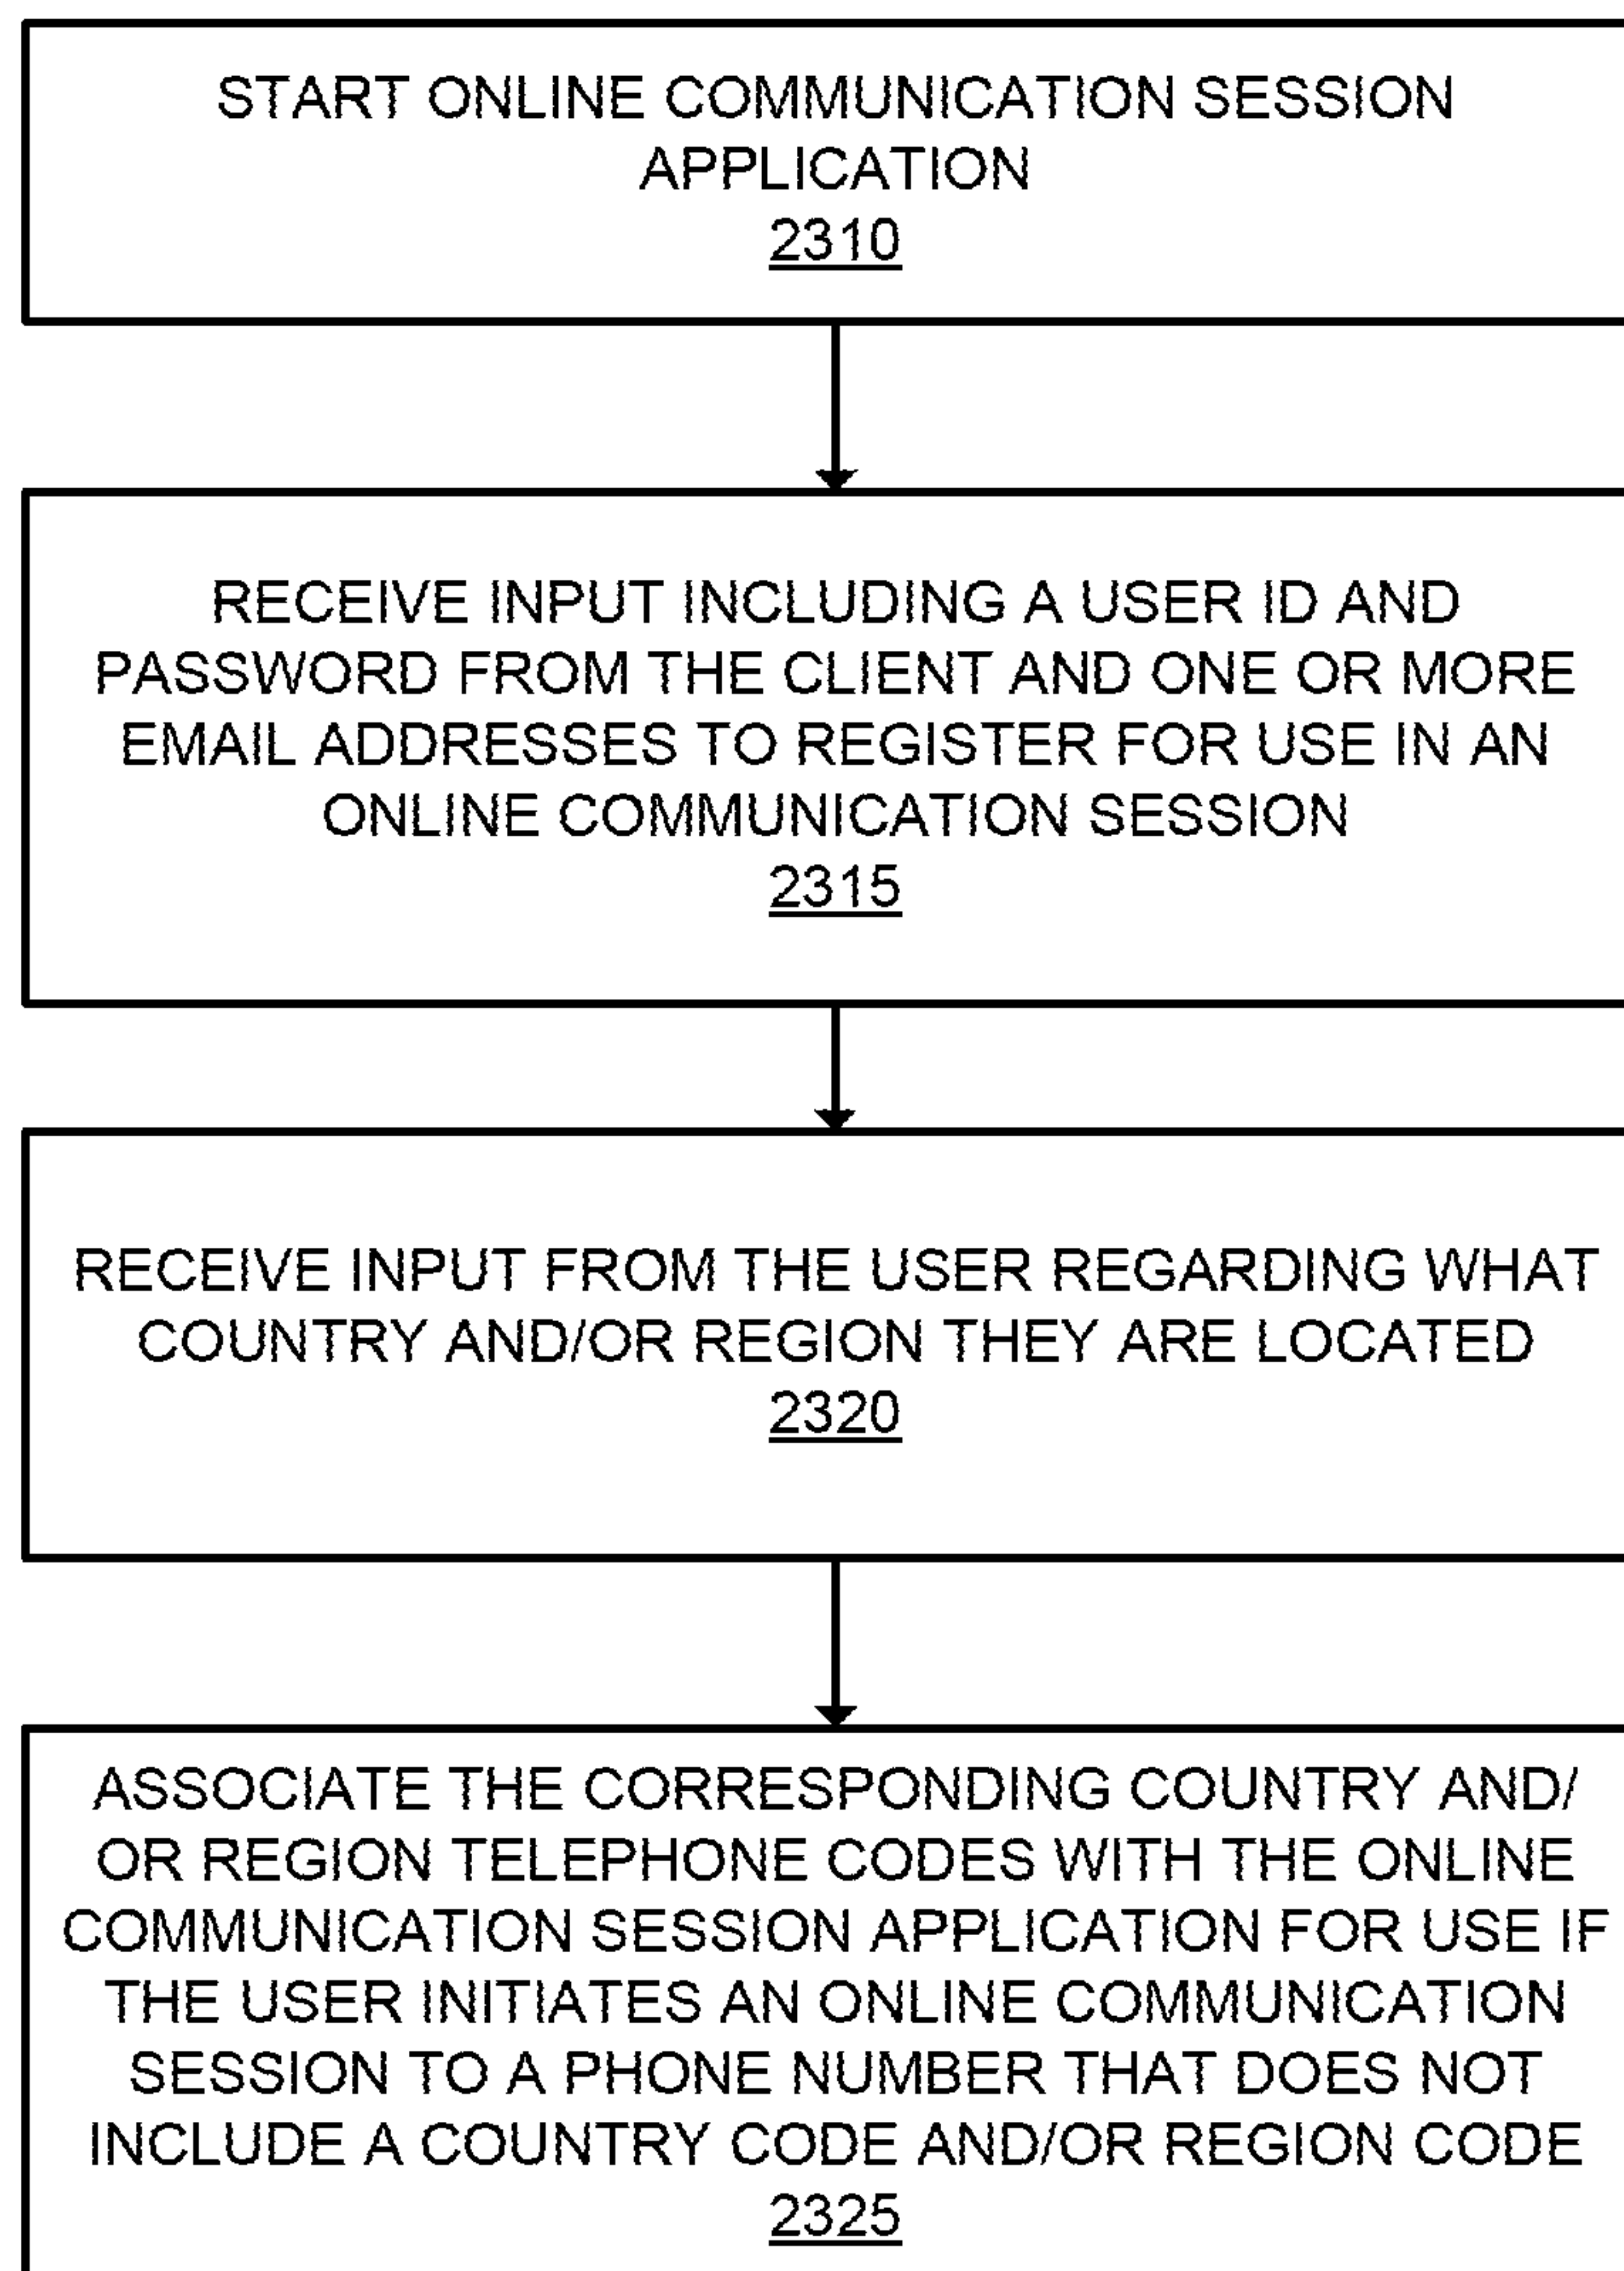 START ONLINE COMMUNICATION SESSION
APPLICATION
2310
RECEIVE INPUT INCLUDING A USER ID AND
PASSWORD FROM THE CLIENT AND ONE OR MORE
EMAIL ADDRESSES TO REGISTER FOR USE IN AN
ONLINE COMMUNICATION SESSION
2315
RECEIVE INPUT FROM THE USER REGARDING WHAT
COUNTRY AND/OR REGION THEY ARE LOCATED
2320
ASSOCIATE THE CORRESPONDING COUNTRY AND/
OR REGION TELEPHONE CODES WITH THE ONLINE
COMMUNICATION SESSION APPLICATION FOR USE IF
THE USER INITIATES AN ONLINE COMMUNICATION
SESSION TO A PHONE NUMBER THAT DOES NOT
INCLUDE A COUNTRY CODE AND/OR REGION CODE
2325